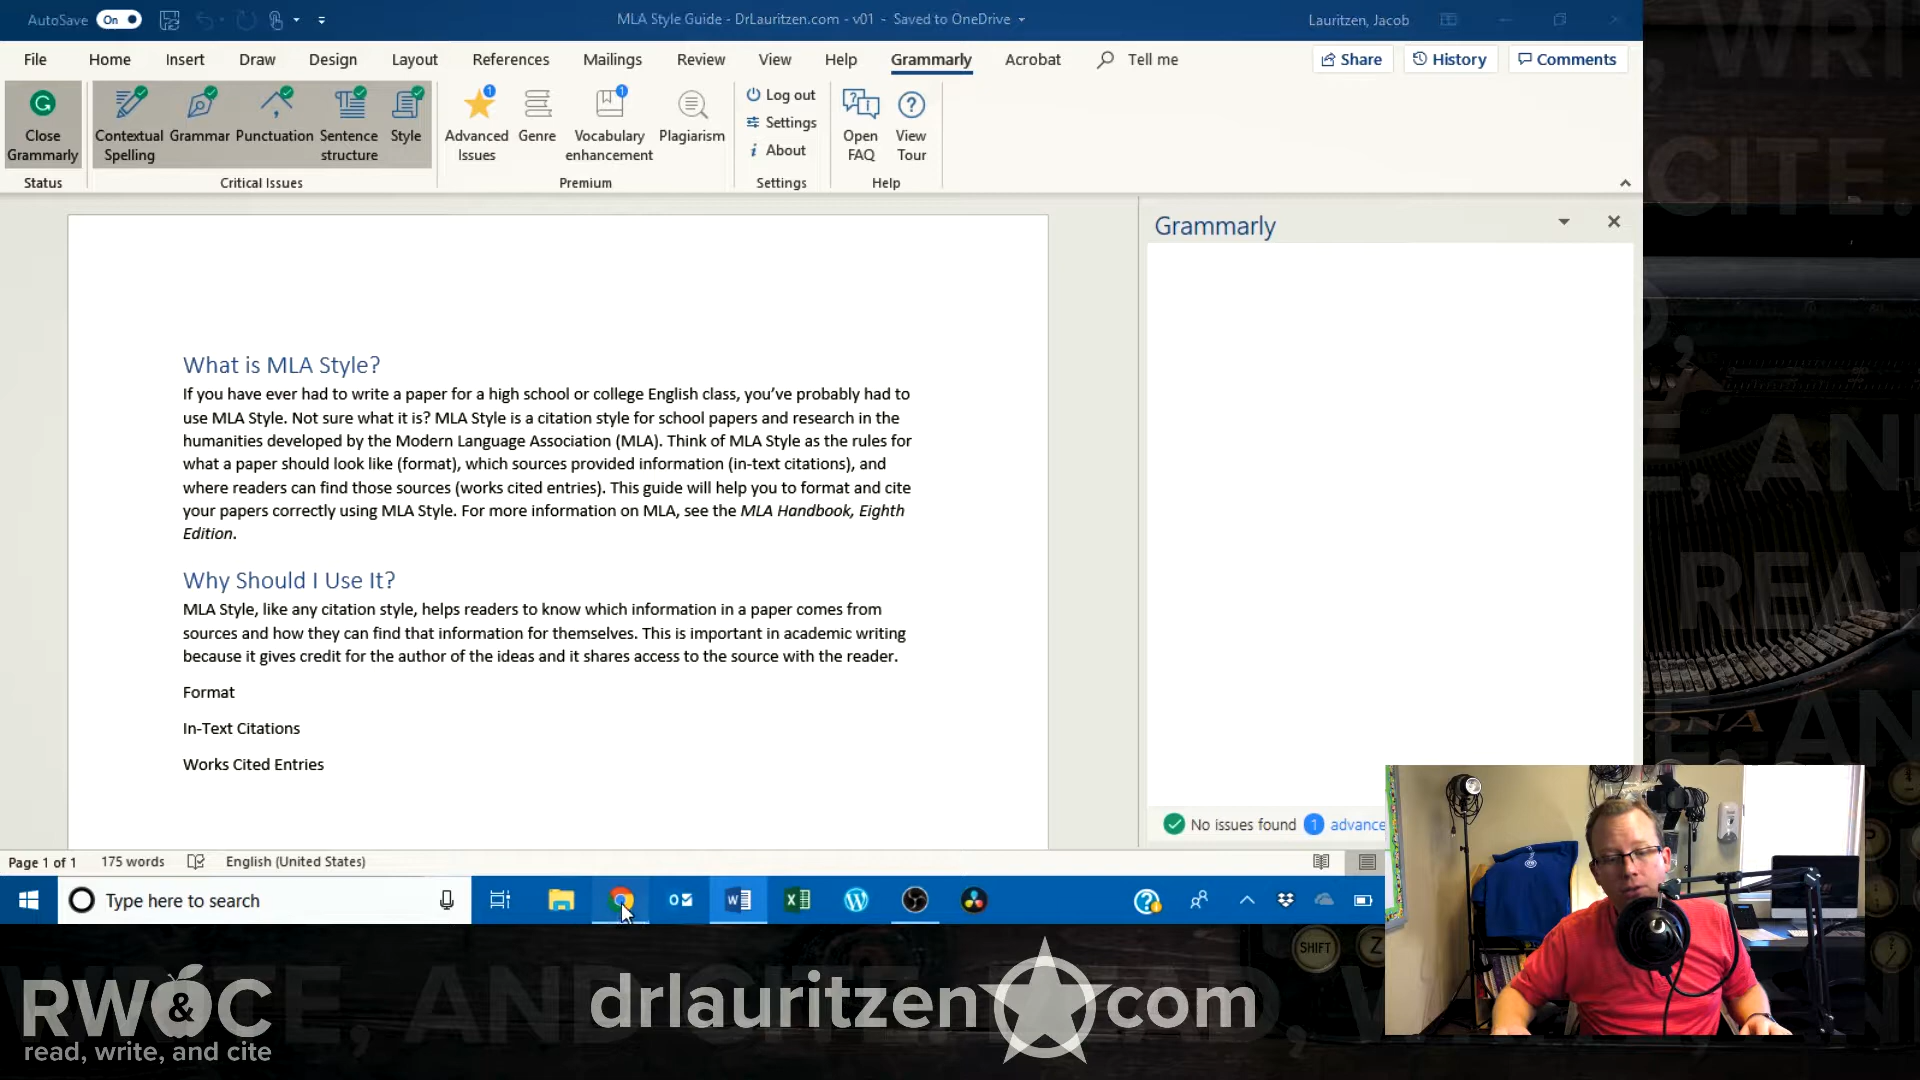 AutoSave On
MLA Style Guide - DrLauritzen.com - v01 - Saved to OneDrive
Lauritzen, Jacob
File Home Insert Draw Design Layout References Mailings Review View Help Grammarly Acrobat Tell me
Share History Comments
Close Grammarly
Status
Contextual Spelling
Grammar
Punctuation
Sentence structure
Style
Critical Issues
1
Advanced Issues
Genre
1
Vocabulary enhancement
Plagiarism
Premium
Log out
Settings
About
Settings
Open FAQ
View Tour
Help
Grammarly
What is MLA Style?
If you have ever had to write a paper for a high school or college English class, you’ve probably had to
use MLA Style. Not sure what it is? MLA Style is a citation style for school papers and research in the
humanities developed by the Modern Language Association (MLA). Think of MLA Style as the rules for
what a paper should look like (format), which sources provided information (in-text citations), and
where readers can find those sources (works cited entries). This guide will help you to format and cite
your papers correctly using MLA Style. For more information on MLA, see the MLA Handbook, Eighth
Edition.
Why Should I Use It?
MLA Style, like any citation style, helps readers to know which information in a paper comes from
sources and how they can find that information for themselves. This is important in academic writing
because it gives credit for the author of the ideas and it shares access to the source with the reader.
Format
In-Text Citations
Works Cited Entries
No issues found 1 advance
Page 1 of 1 175 words English (United States)
Type here to search
RW&C
read, write, and cite
drlauritzen com
SHIFT
Z